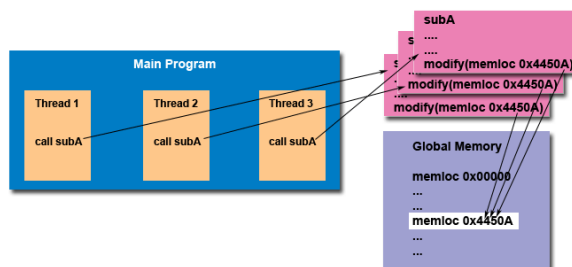 Main Program
Thread 1
call subA
Thread 2
call subA
Thread 3
call subA
subA
....
....
modify(memloc 0x4450A)
s
modify(memloc 0x4450A)
s
....
modify(memloc 0x4450A)
Global Memory
memloc 0x00000
...
...
memloc 0x4450A
...
...